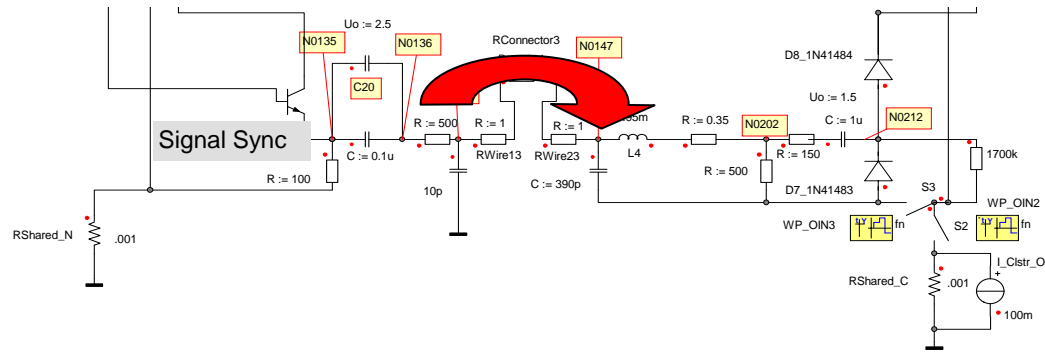 Uo := 2.5
RConnector3
N0135
N0136
N0147
D8_1N41484
C20
Uo := 1.5
R := 500
R := 1
R := 1
R := 0.35
N0202
C := 1u
N0212
Signal Sync
C := 0.1u
RWire13
RWire23
L4
R := 150
R := 100
10p
C := 390p
R := 500
D7_1N41483
1700k
S3
WP_OIN2
WP_OIN3
fn
S2
fn
RShared_N
.001
I_Clstr_O
RShared_C
.001
+
100m